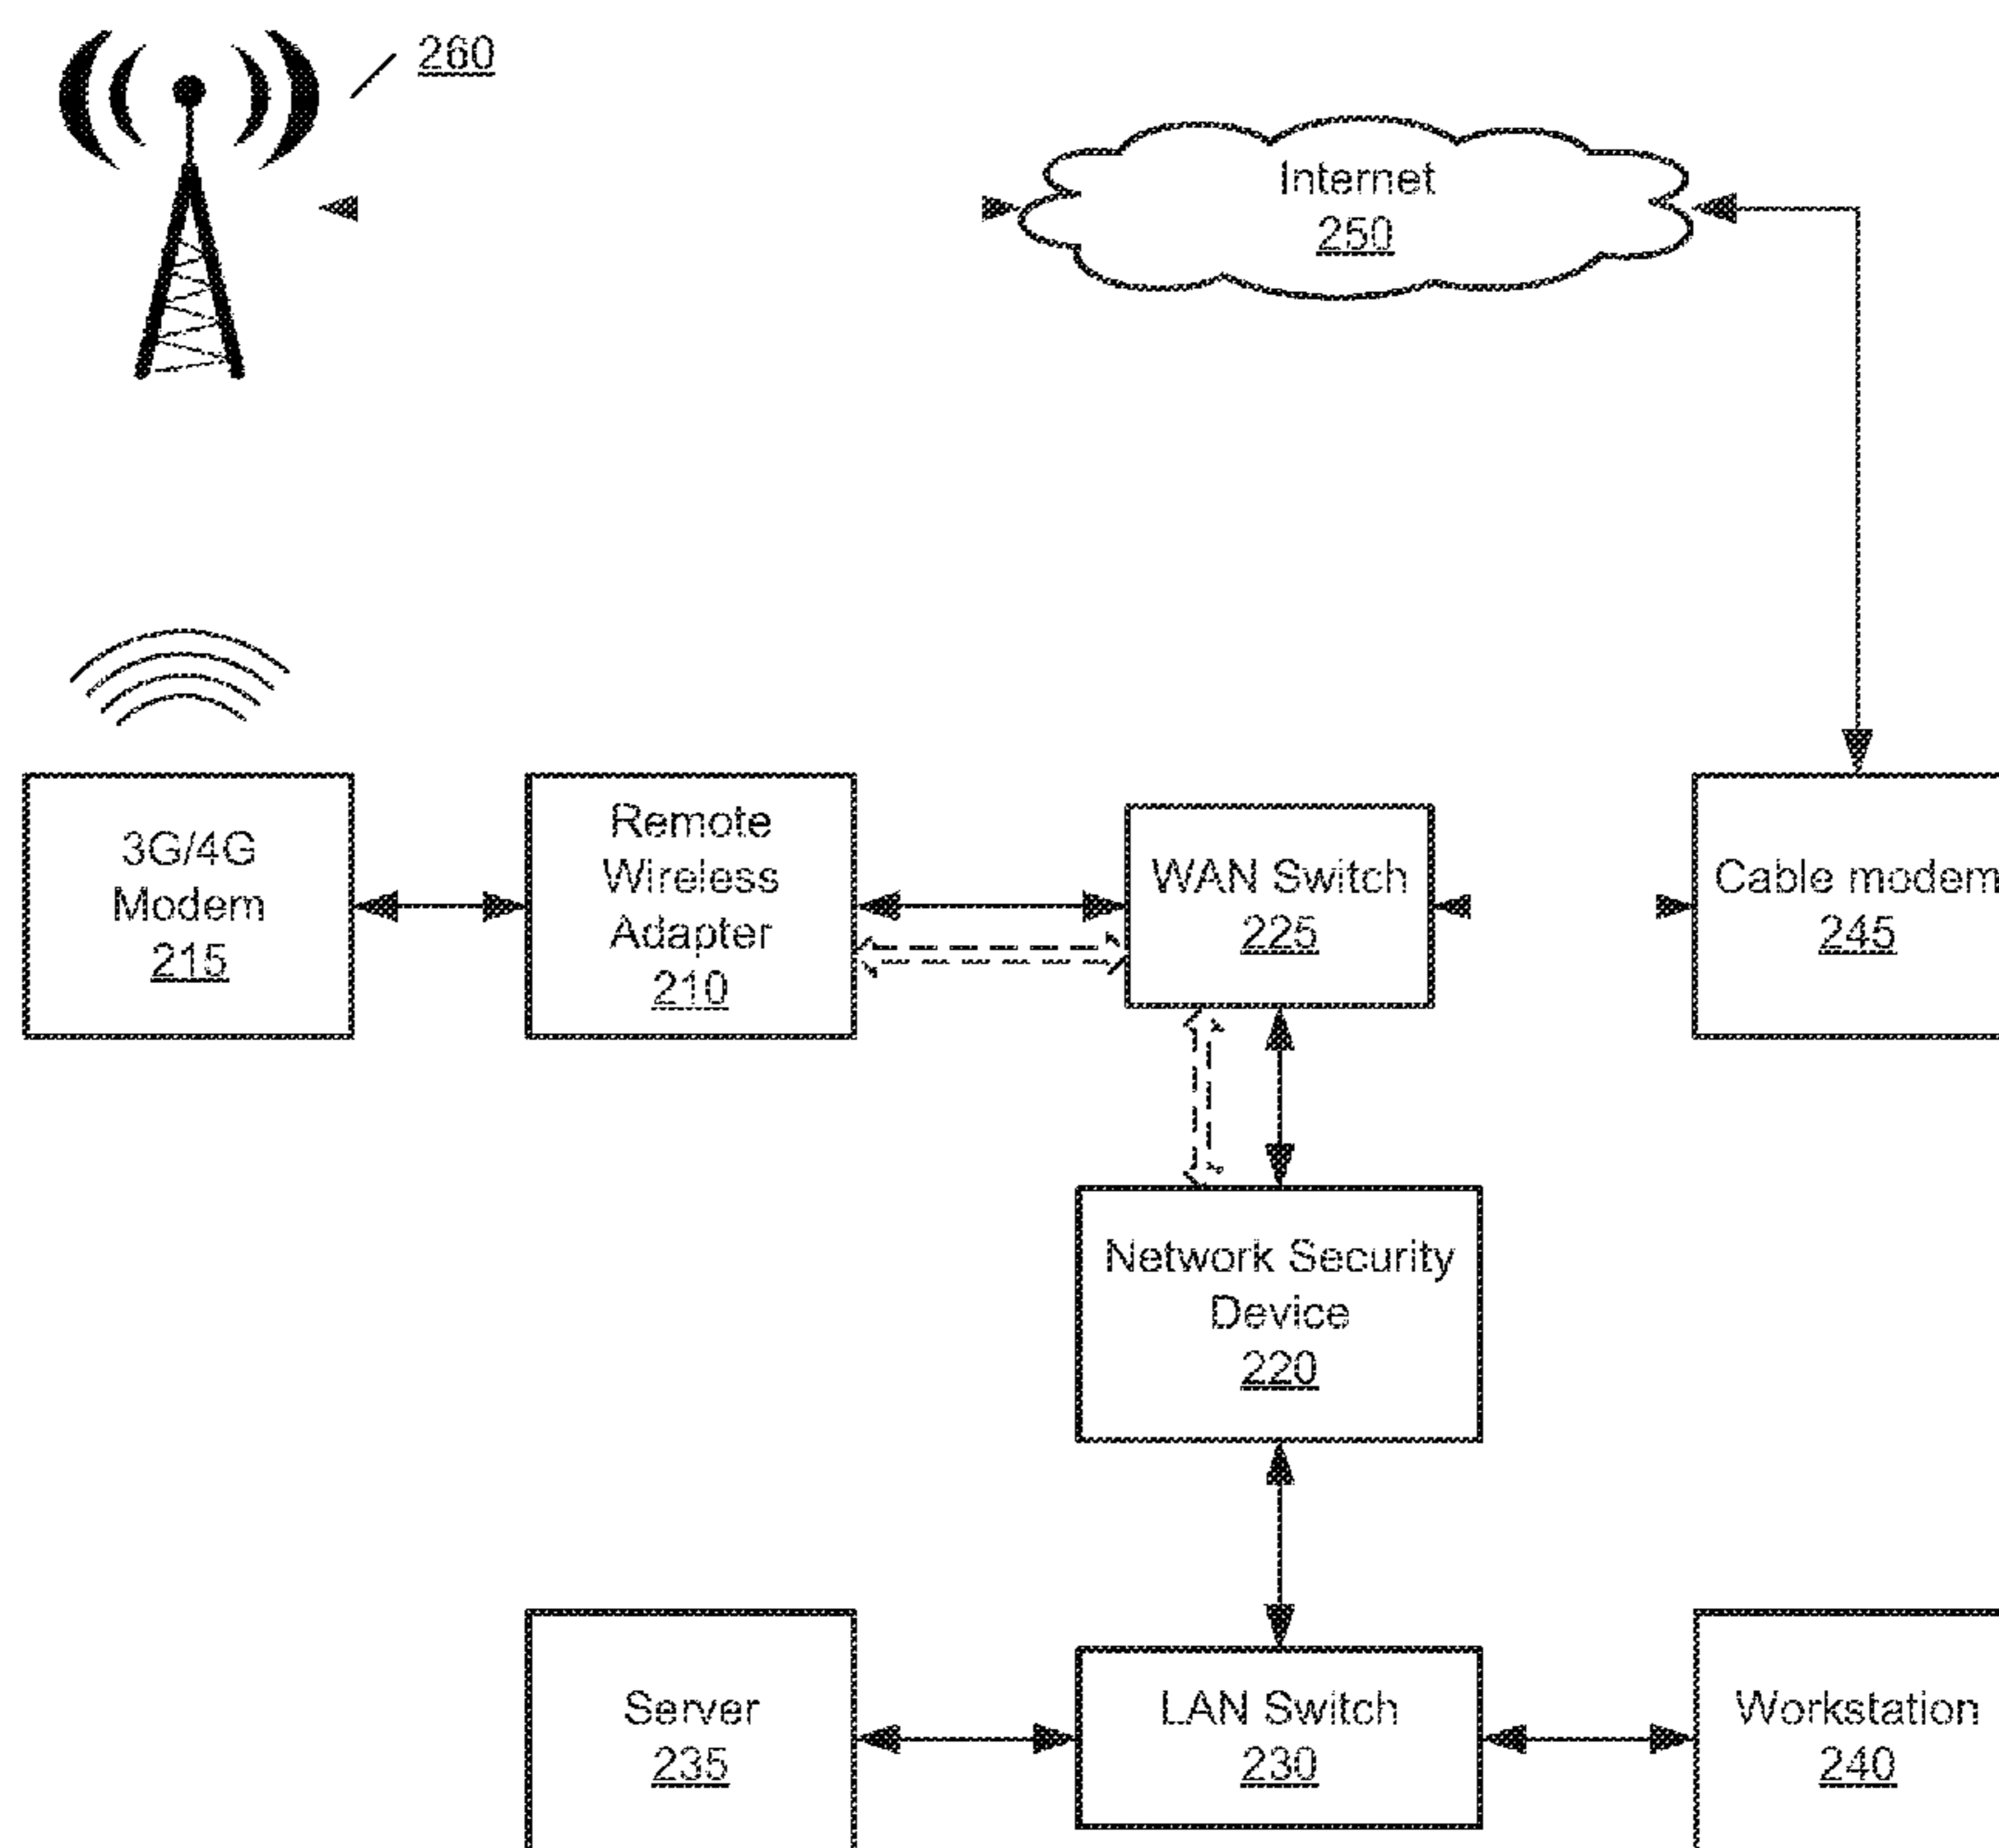 260
Internet
250
3G/4G
Modem
215
Remote
Wireless
Adapter
210
WAN Switch
225
Cable modem
245
Network Security
Device
220
Server
235
LAN Switch
230
Workstation
240